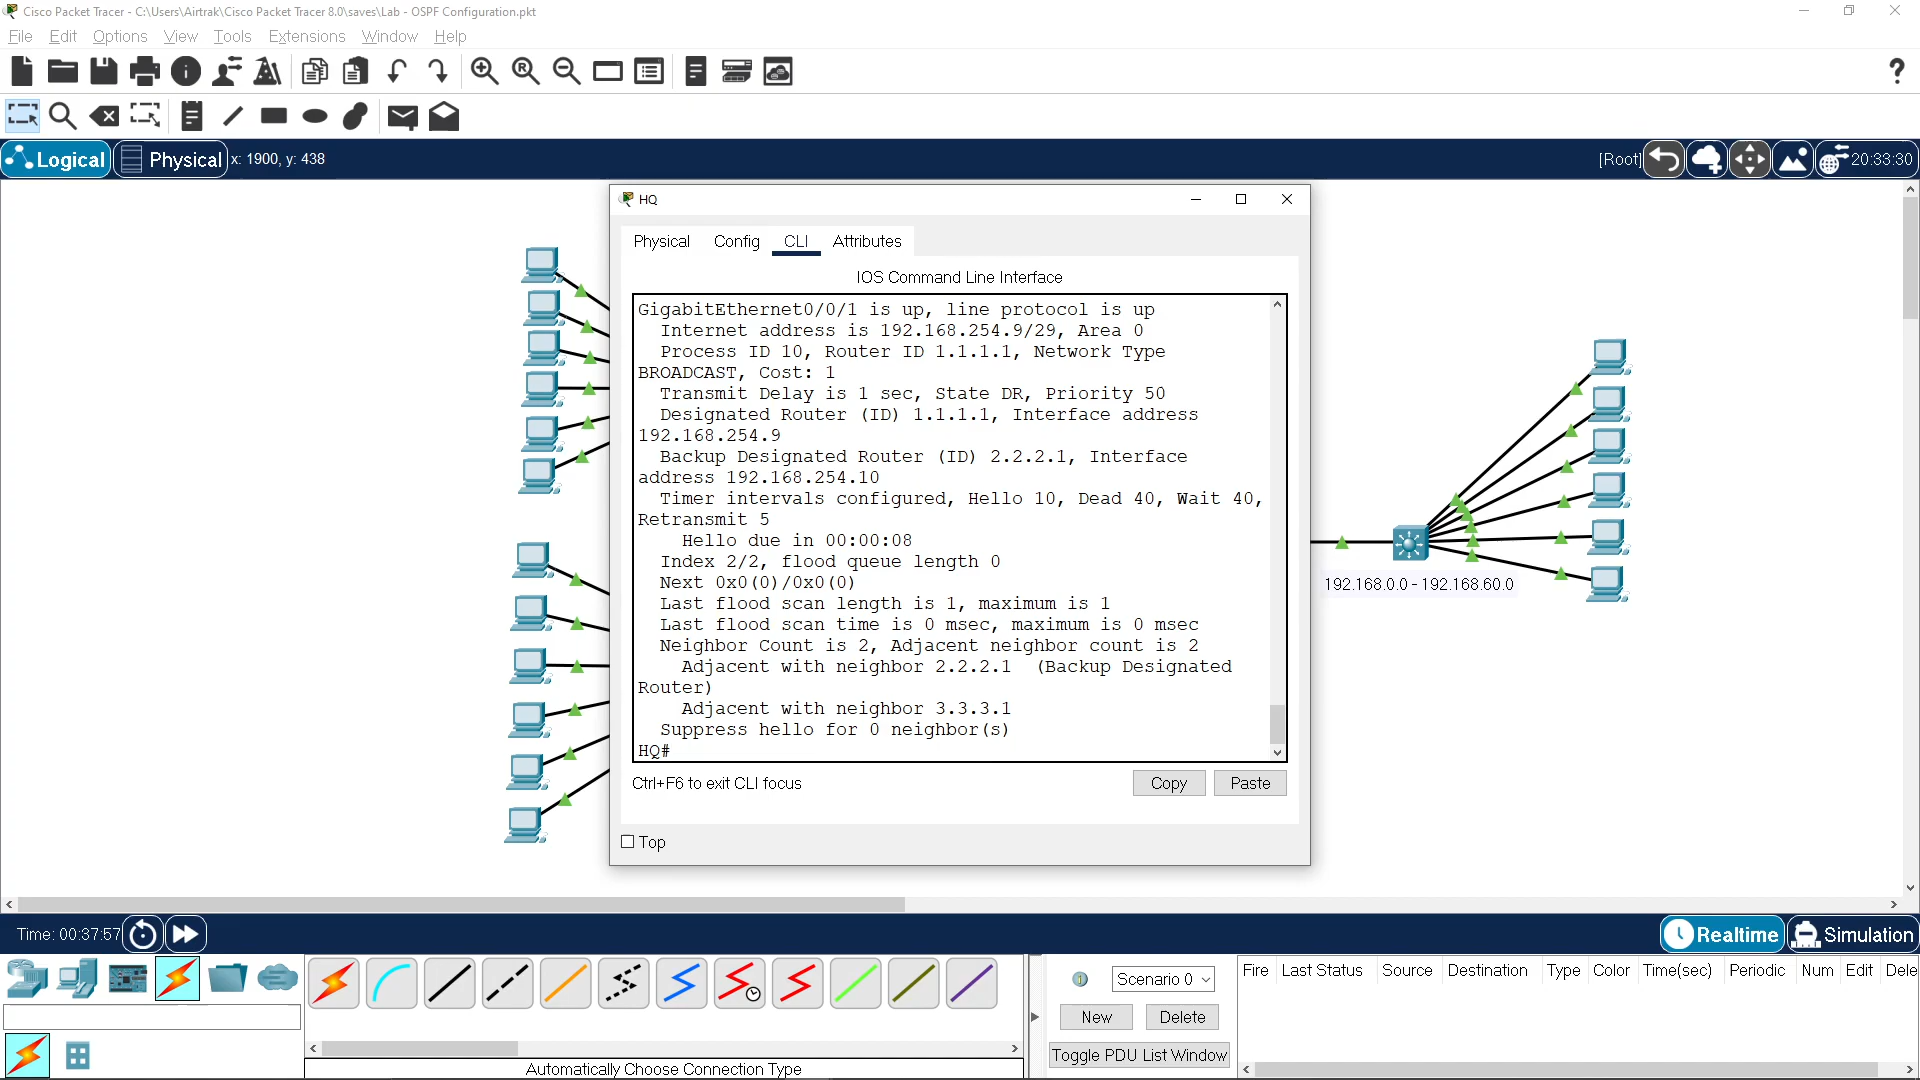 Cisco Packet Tracer - C:\Users\Airtrak\Cisco Packet Tracer 8.0\saves\Lab - OSPF Configuration.pkt
File Edit Options View Tools Extensions Window Help
Logical Physical x: 1900, y: 438 [Root] 20:33:30
HQ
Physical Config CLI Attributes
IOS Command Line Interface
GigabitEthernet0/0/1 is up, line protocol is up
Internet address is 192.168.254.9/29, Area 0
Process ID 10, Router ID 1.1.1.1, Network Type
BROADCAST, Cost: 1
Transmit Delay is 1 sec, State DR, Priority 50
Designated Router (ID) 1.1.1.1, Interface address
192.168.254.9
Backup Designated Router (ID) 2.2.2.1, Interface
address 192.168.254.10
Timer intervals configured, Hello 10, Dead 40, Wait 40,
Retransmit 5
Hello due in 00:00:08
Index 2/2, flood queue length 0
Next 0x0(0)/0x0(0)
Last flood scan length is 1, maximum is 1
Last flood scan time is 0 msec, maximum is 0 msec
Neighbor Count is 2, Adjacent neighbor count is 2
Adjacent with neighbor 2.2.2.1 (Backup Designated
Router)
Adjacent with neighbor 3.3.3.1
Suppress hello for 0 neighbor(s)
HQ#
Ctrl+F6 to exit CLI focus
Copy Paste
Top
192.168.0.0 - 192.168.60.0
Time: 00:37:57 Realtime Simulation
Scenario 0
New Delete
Toggle PDU List Window
Fire Last Status Source Destination Type Color Time(sec) Periodic Num Edit Dele
Automatically Choose Connection Type